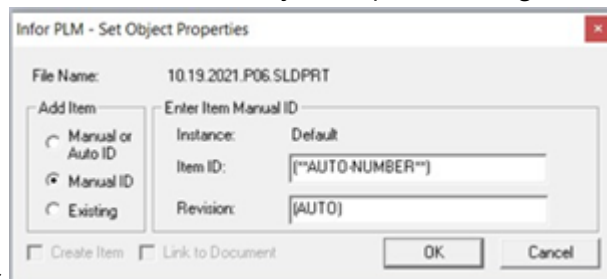 Infor PLM - Set Object Properties
File Name: 10.19.2021.P06.SLDPRT
Add Item
Enter Item Manual ID
Manual or Auto ID
Instance: Default
Manual ID
Item ID: (**AUTO-NUMBER**)
Existing
Revision: (AUTO)
Create Item Link to Document OK Cancel